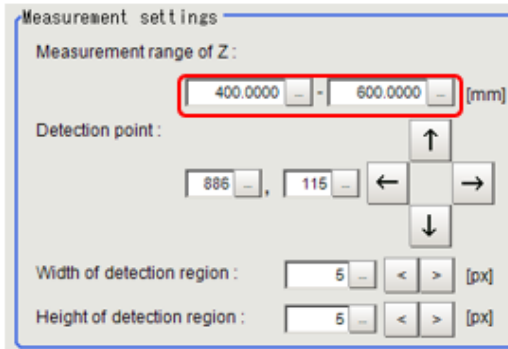 Measurement settings
Measurement range of Z :
400.0000 ... - 600.0000 ... [mm]
Detection point :
↑
886 ... , 115 ... ← →
↓
Width of detection region : 5 ... < > [px]
Height of detection region : 5 ... < > [px]